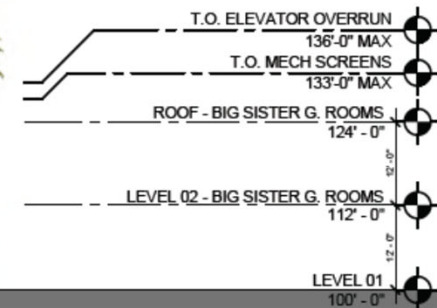 T.O. ELEVATOR OVERRUN
136'-0" MAX
T.O. MECH SCREENS
133'-0" MAX
ROOF - BIG SISTER G. ROOMS
124' - 0"
12'-0"
LEVEL 02 - BIG SISTER G. ROOMS
112' - 0"
12'-0"
LEVEL 01
100' - 0"